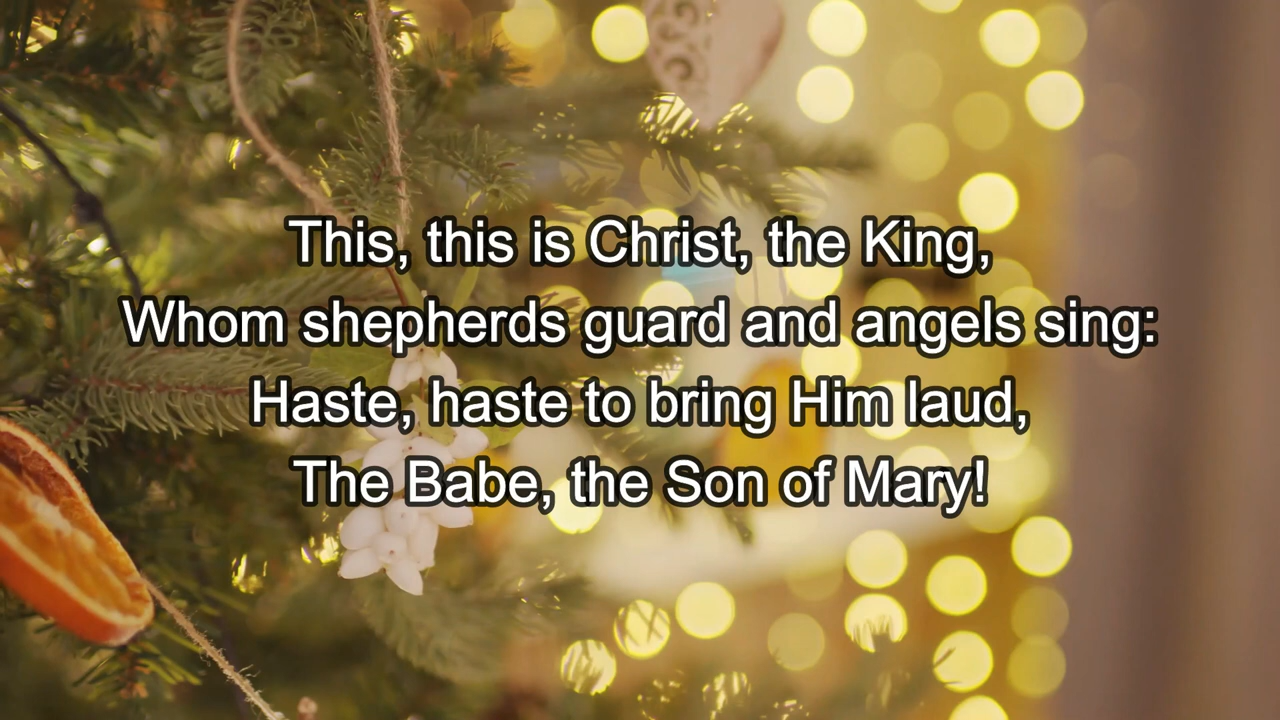 This, this is Christ, the King,
Whom shepherds guard and angels sing:
Haste, haste to bring Him laud,
The Babe, the Son of Mary!